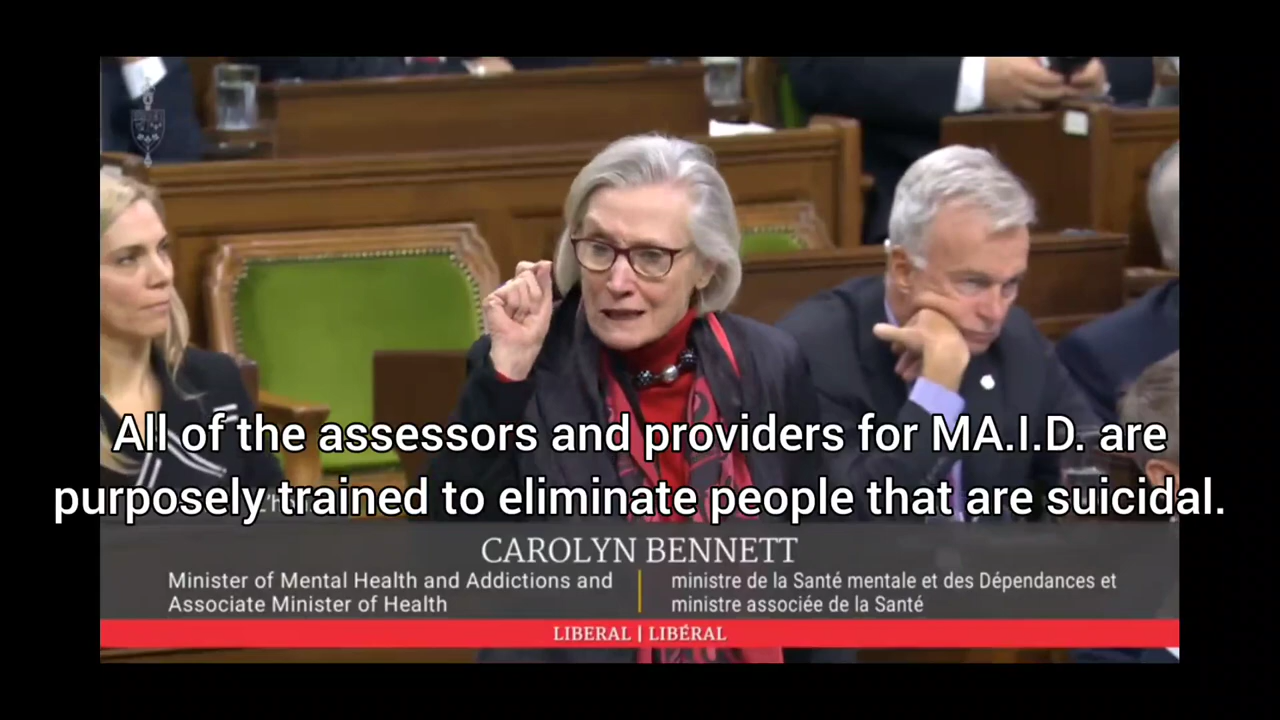 All of the assessors and providers for MA.I.D. are
purposely trained to eliminate people that are suicidal.
CAROLYN BENNETT
Minister of Mental Health and Addictions and
Associate Minister of Health
ministre de la Santé mentale et des Dépendances et
ministre associée de la Santé
LIBERAL | LIBÉRAL